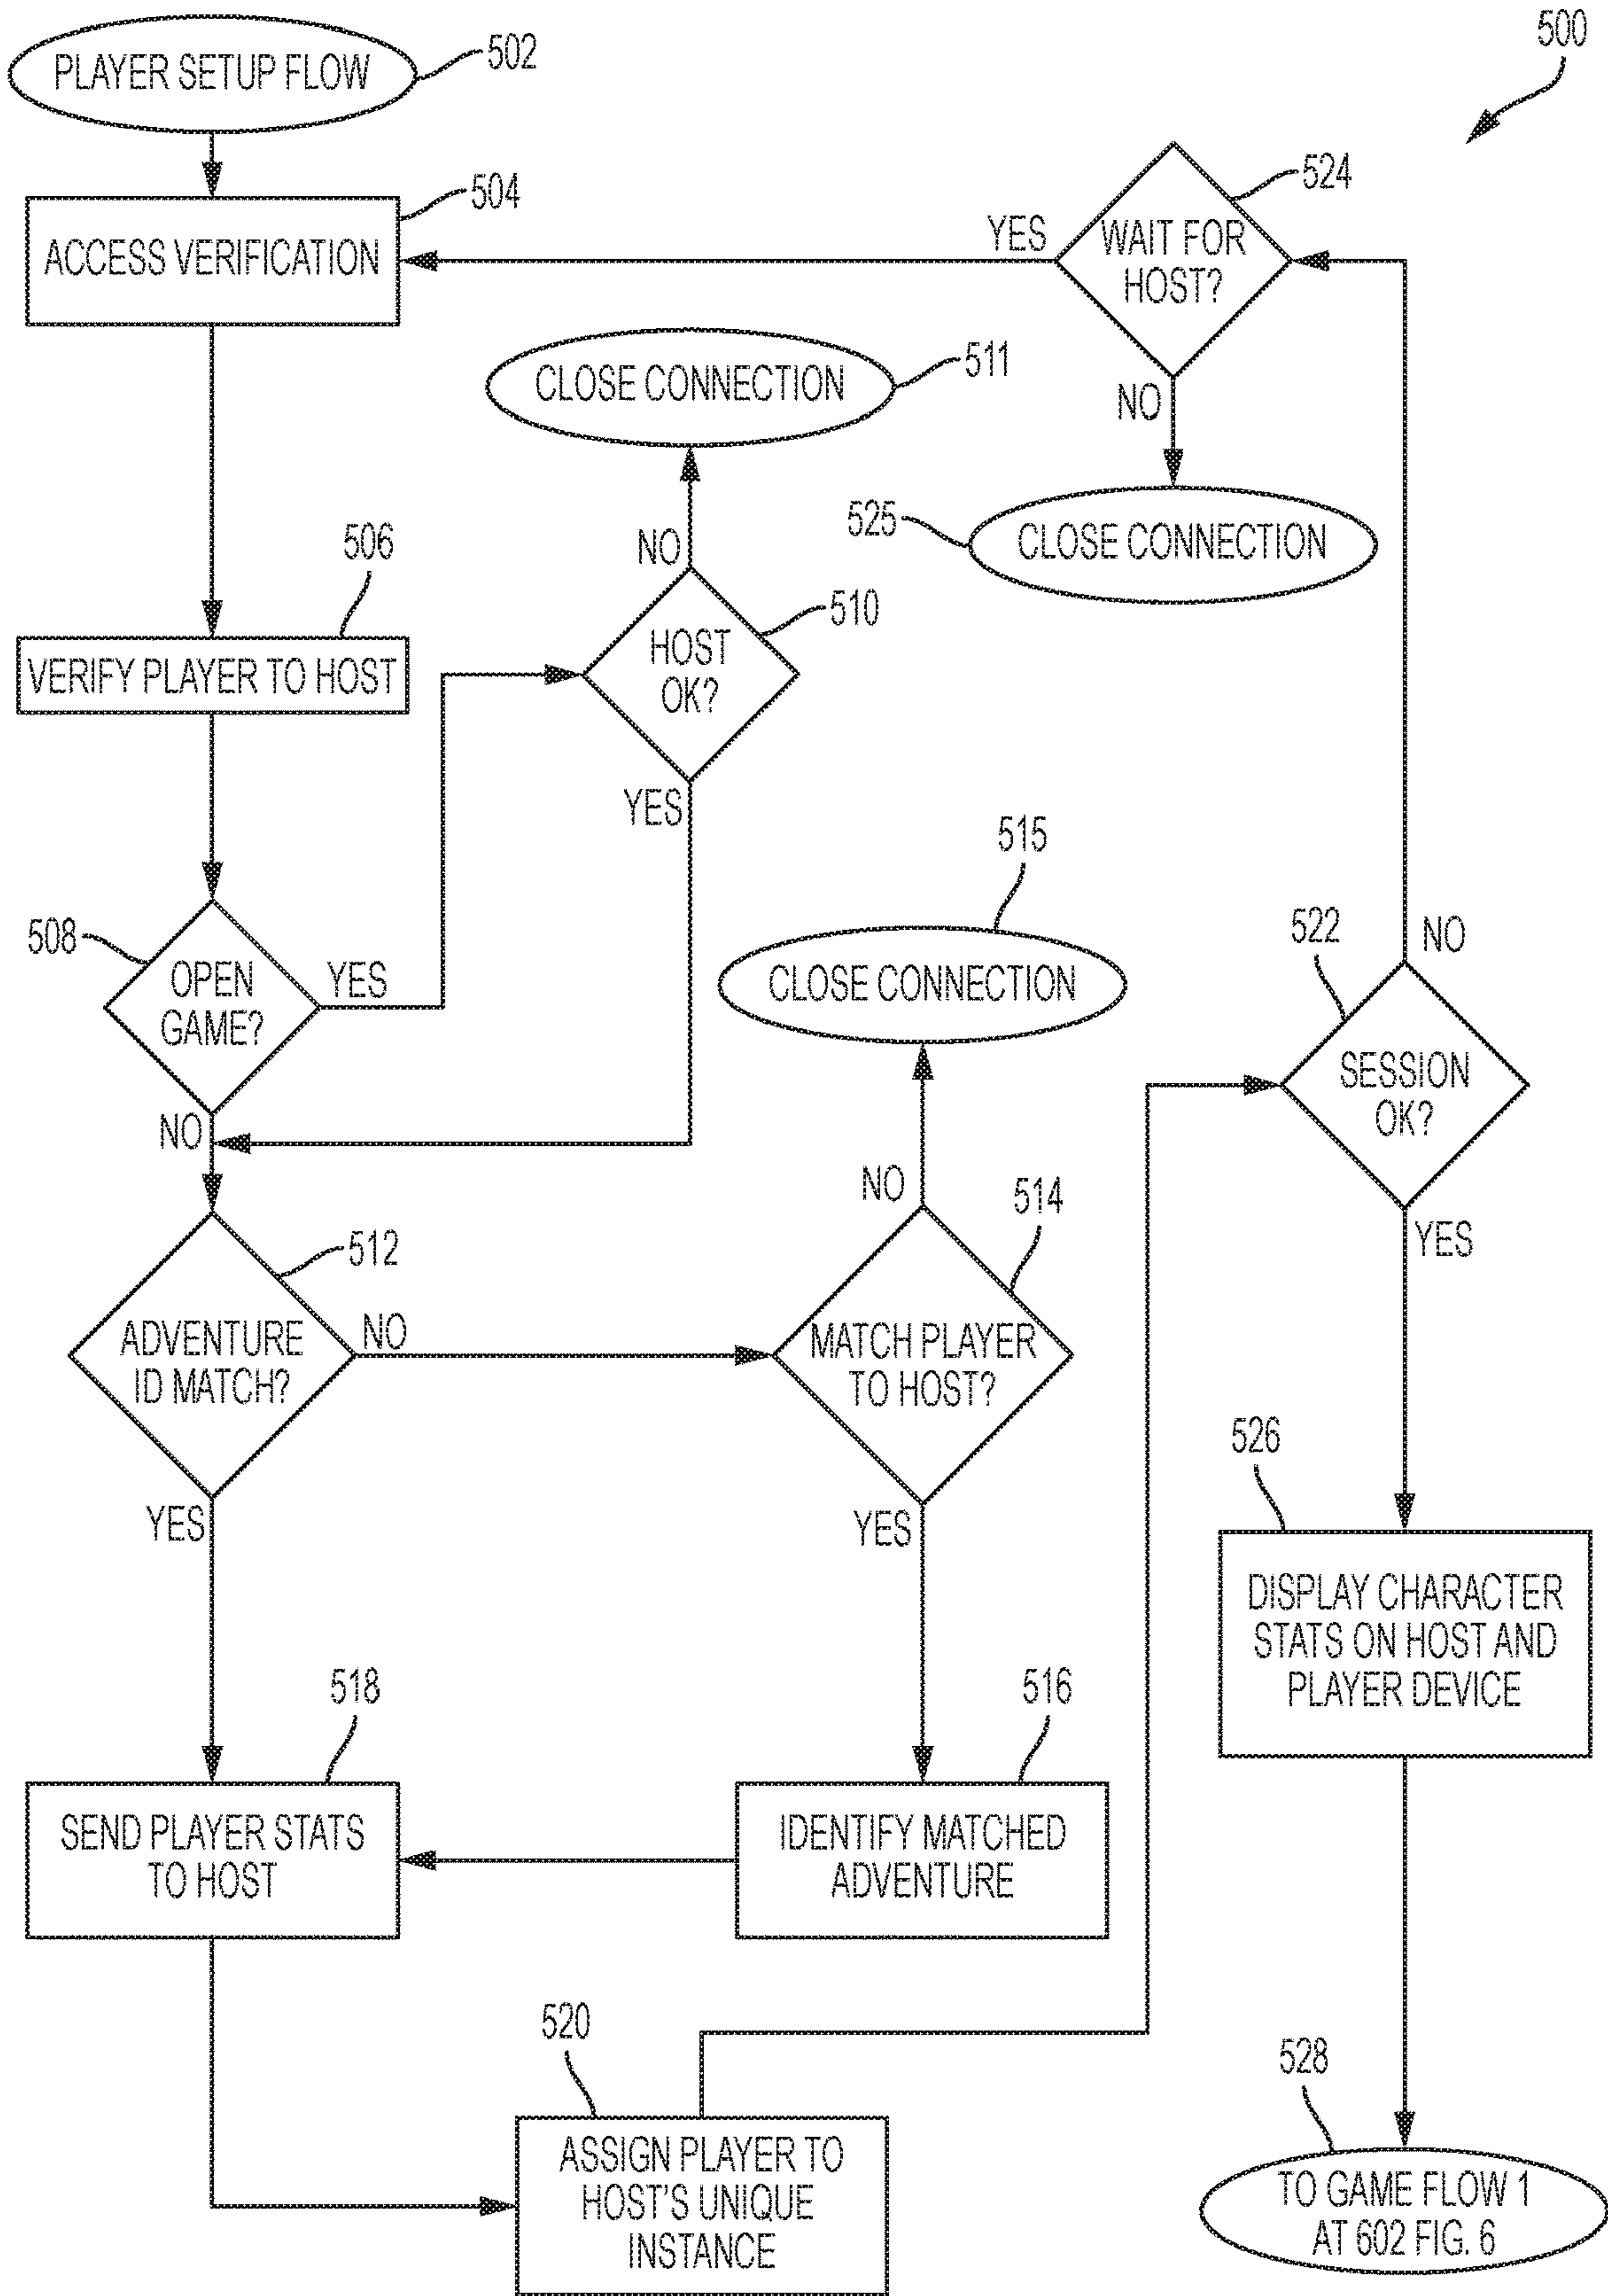 PLAYER SETUP FLOW
502
500
504
ACCESS VERIFICATION
524
WAIT FOR
HOST?
YES
NO
CLOSE CONNECTION
511
525
CLOSE CONNECTION
506
VERIFY PLAYER TO HOST
NO
510
HOST
OK?
YES
508
OPEN
GAME?
YES
NO
515
CLOSE CONNECTION
522
NO
SESSION
OK?
YES
512
ADVENTURE
ID MATCH?
NO
YES
NO
514
MATCH PLAYER
TO HOST?
YES
526
DISPLAY CHARACTER
STATS ON HOST AND
PLAYER DEVICE
518
SEND PLAYER STATS
TO HOST
516
IDENTIFY MATCHED
ADVENTURE
520
ASSIGN PLAYER TO
HOST'S UNIQUE
INSTANCE
528
TO GAME FLOW 1
AT 602 FIG. 6